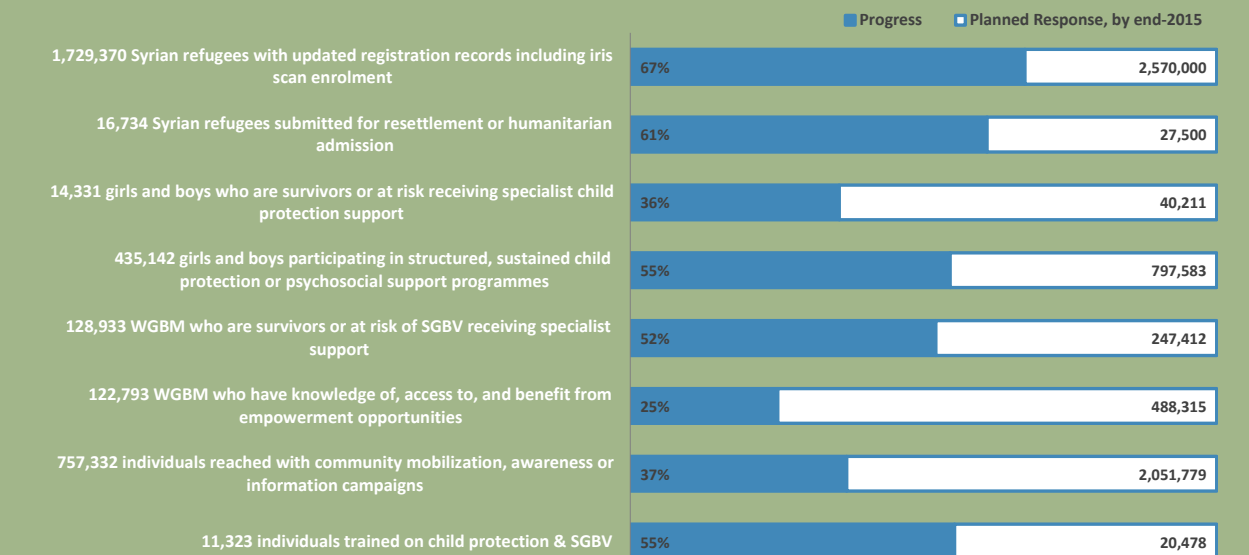 Progress Planned Response, by end-2015
1,729,370 Syrian refugees with updated registration records including iris
scan enrolment
67% 2,570,000
16,734 Syrian refugees submitted for resettlement or humanitarian
admission
61% 27,500
14,331 girls and boys who are survivors or at risk receiving specialist child
protection support
36% 40,211
435,142 girls and boys participating in structured, sustained child
protection or psychosocial support programmes
55% 797,583
128,933 WGBM who are survivors or at risk of SGBV receiving specialist
support
52% 247,412
122,793 WGBM who have knowledge of, access to, and benefit from
empowerment opportunities
25% 488,315
757,332 individuals reached with community mobilization, awareness or
information campaigns
37% 2,051,779
11,323 individuals trained on child protection & SGBV
55% 20,478